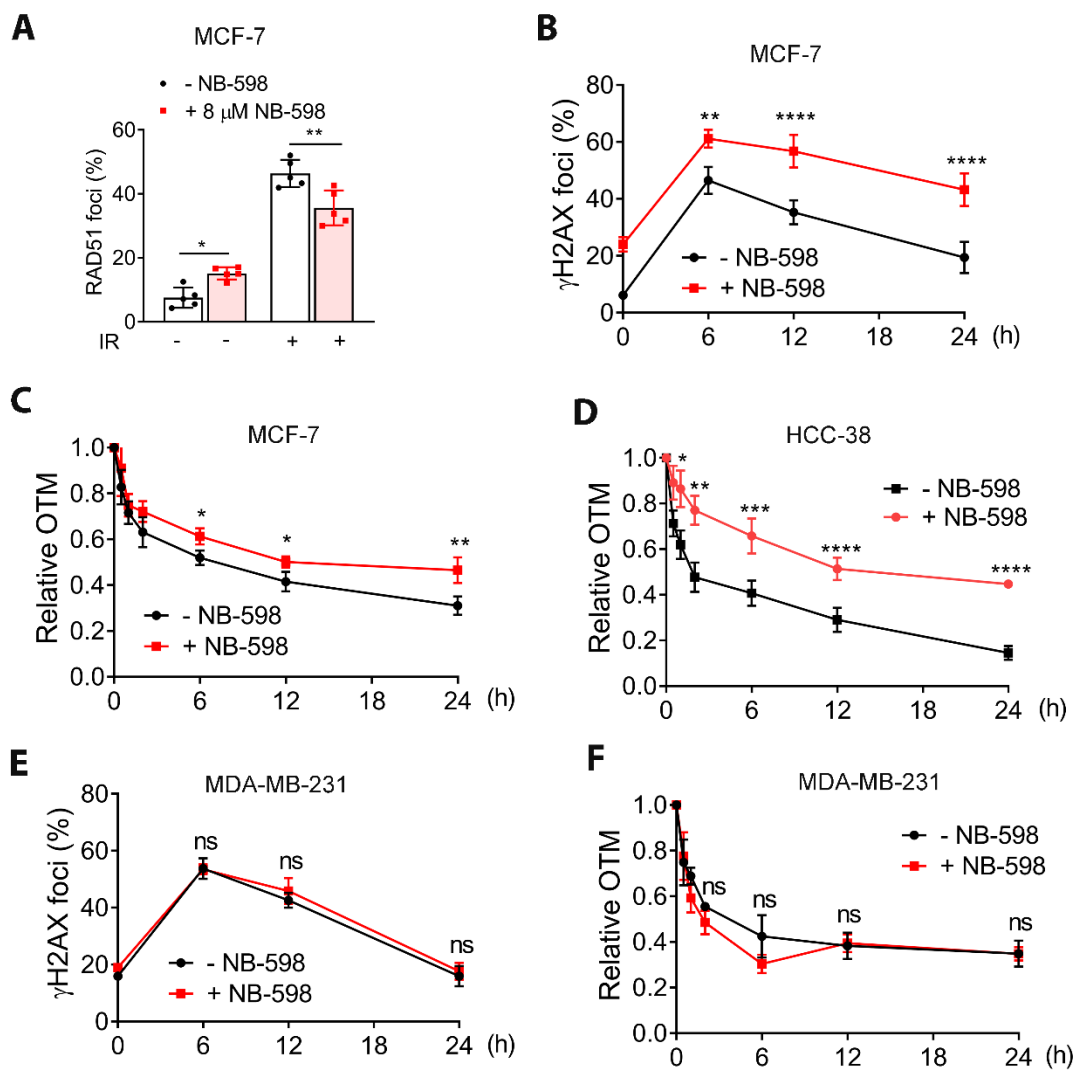 A
MCF-7
- NB-598
+ 8 μM NB-598
**
*
RAD51 foci (%)
60
40
20
0
IR - - + +
B
MCF-7
γH2AX foci (%)
80
60
40
20
0
** **** ****
- NB-598
+ NB-598
0 6 12 18 24 (h)
C
MCF-7
Relative OTM
1.0
0.8
0.6
0.4
0.2
0.0
* * **
- NB-598
+ NB-598
0 6 12 18 24 (h)
D
HCC-38
Relative OTM
1.0
0.8
0.6
0.4
0.2
0.0
* ** *** **** ****
- NB-598
+ NB-598
0 6 12 18 24 (h)
E
MDA-MB-231
γH2AX foci (%)
80
60
40
20
0
ns ns ns
- NB-598
+ NB-598
0 6 12 18 24 (h)
F
MDA-MB-231
Relative OTM
1.0
0.8
0.6
0.4
0.2
0.0
- NB-598
+ NB-598
ns ns ns ns
0 6 12 18 24 (h)